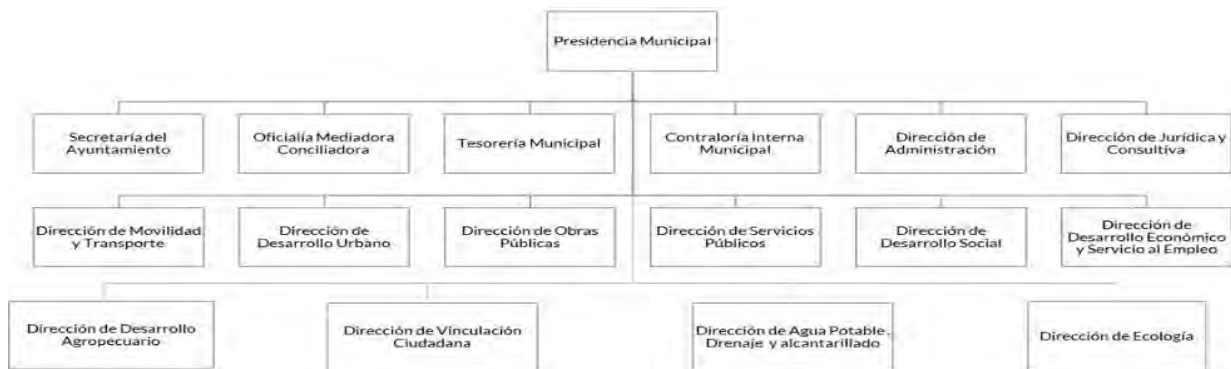 Presidencia Municipal
Secretaría del
Ayuntamiento
Oficialía Mediadora
Conciliadora
Tesorería Municipal
Contraloría Interna
Municipal
Dirección de
Administración
Dirección de Jurídica y
Consultiva
Dirección de Movilidad
y Transporte
Dirección de
Desarrollo Urbano
Dirección de Obras
Públicas
Dirección de Servicios
Públicos
Dirección de
Desarrollo Social
Dirección de
Desarrollo Económico
y Servicio al Empleo
Dirección de Desarrollo
Agropecuario
Dirección de Vinculación
Ciudadana
Dirección de Agua Potable,
Drenaje y alcantarillado
Dirección de Ecología